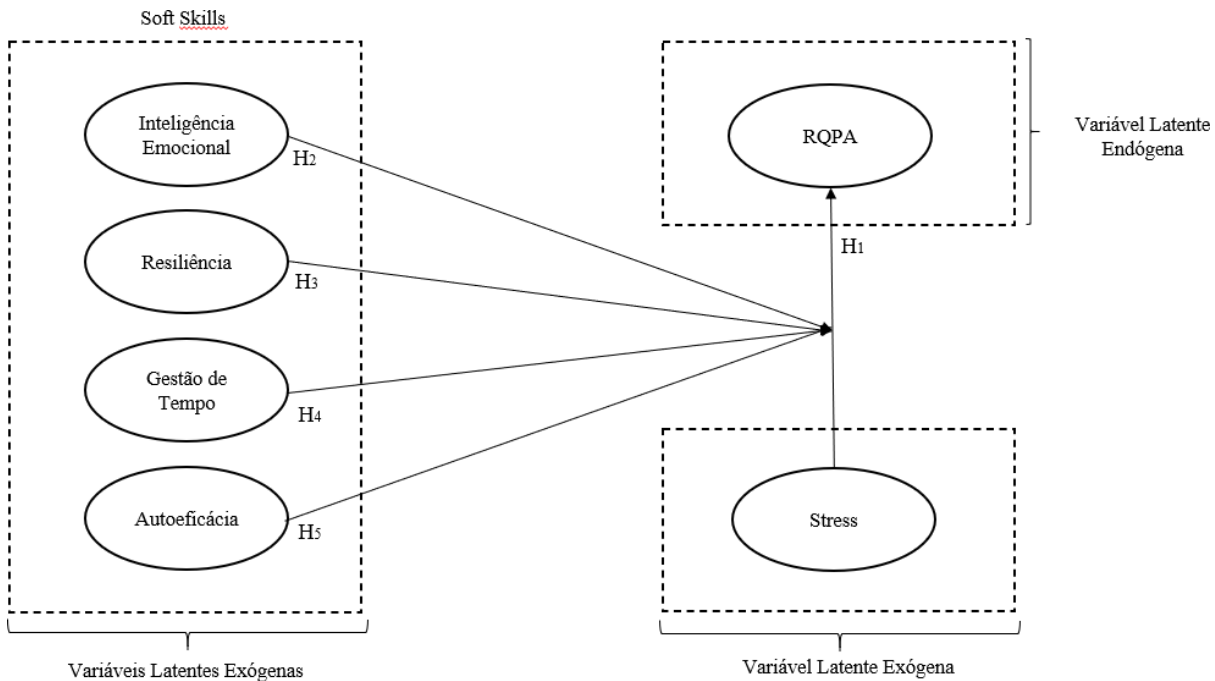 Soft Skills
Inteligência
Emocional
H2
Resiliência
H3
Gestão de
Tempo
H4
Autoeficácia
H5
Variáveis Latentes Exógenas
RQPA
Variável Latente
Endógena
H1
Stress
Variável Latente Exógena